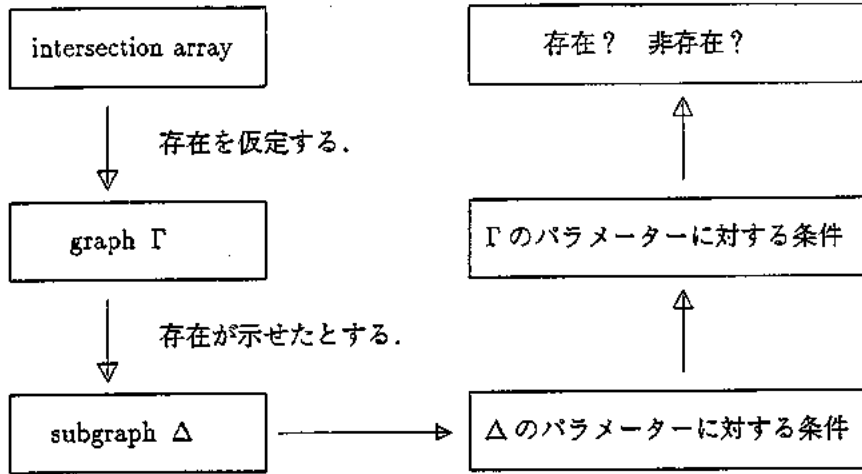 intersection array
存在? 非存在?
存在を仮定する.
graph Γ
Γのパラメーターに対する条件
存在が示せたとする.
subgraph Δ
Δのパラメーターに対する条件